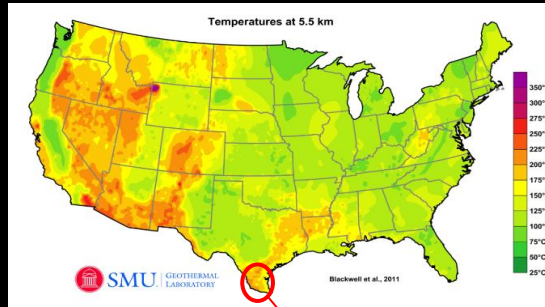 Temperatures at 5.5 km
350°
300°
275°
250°
225°
200°
175°
150°
125°
100°C
75°C
50°C
25°C
SMU GEOTHERMAL
LABORATORY
Blackwell et al., 2011